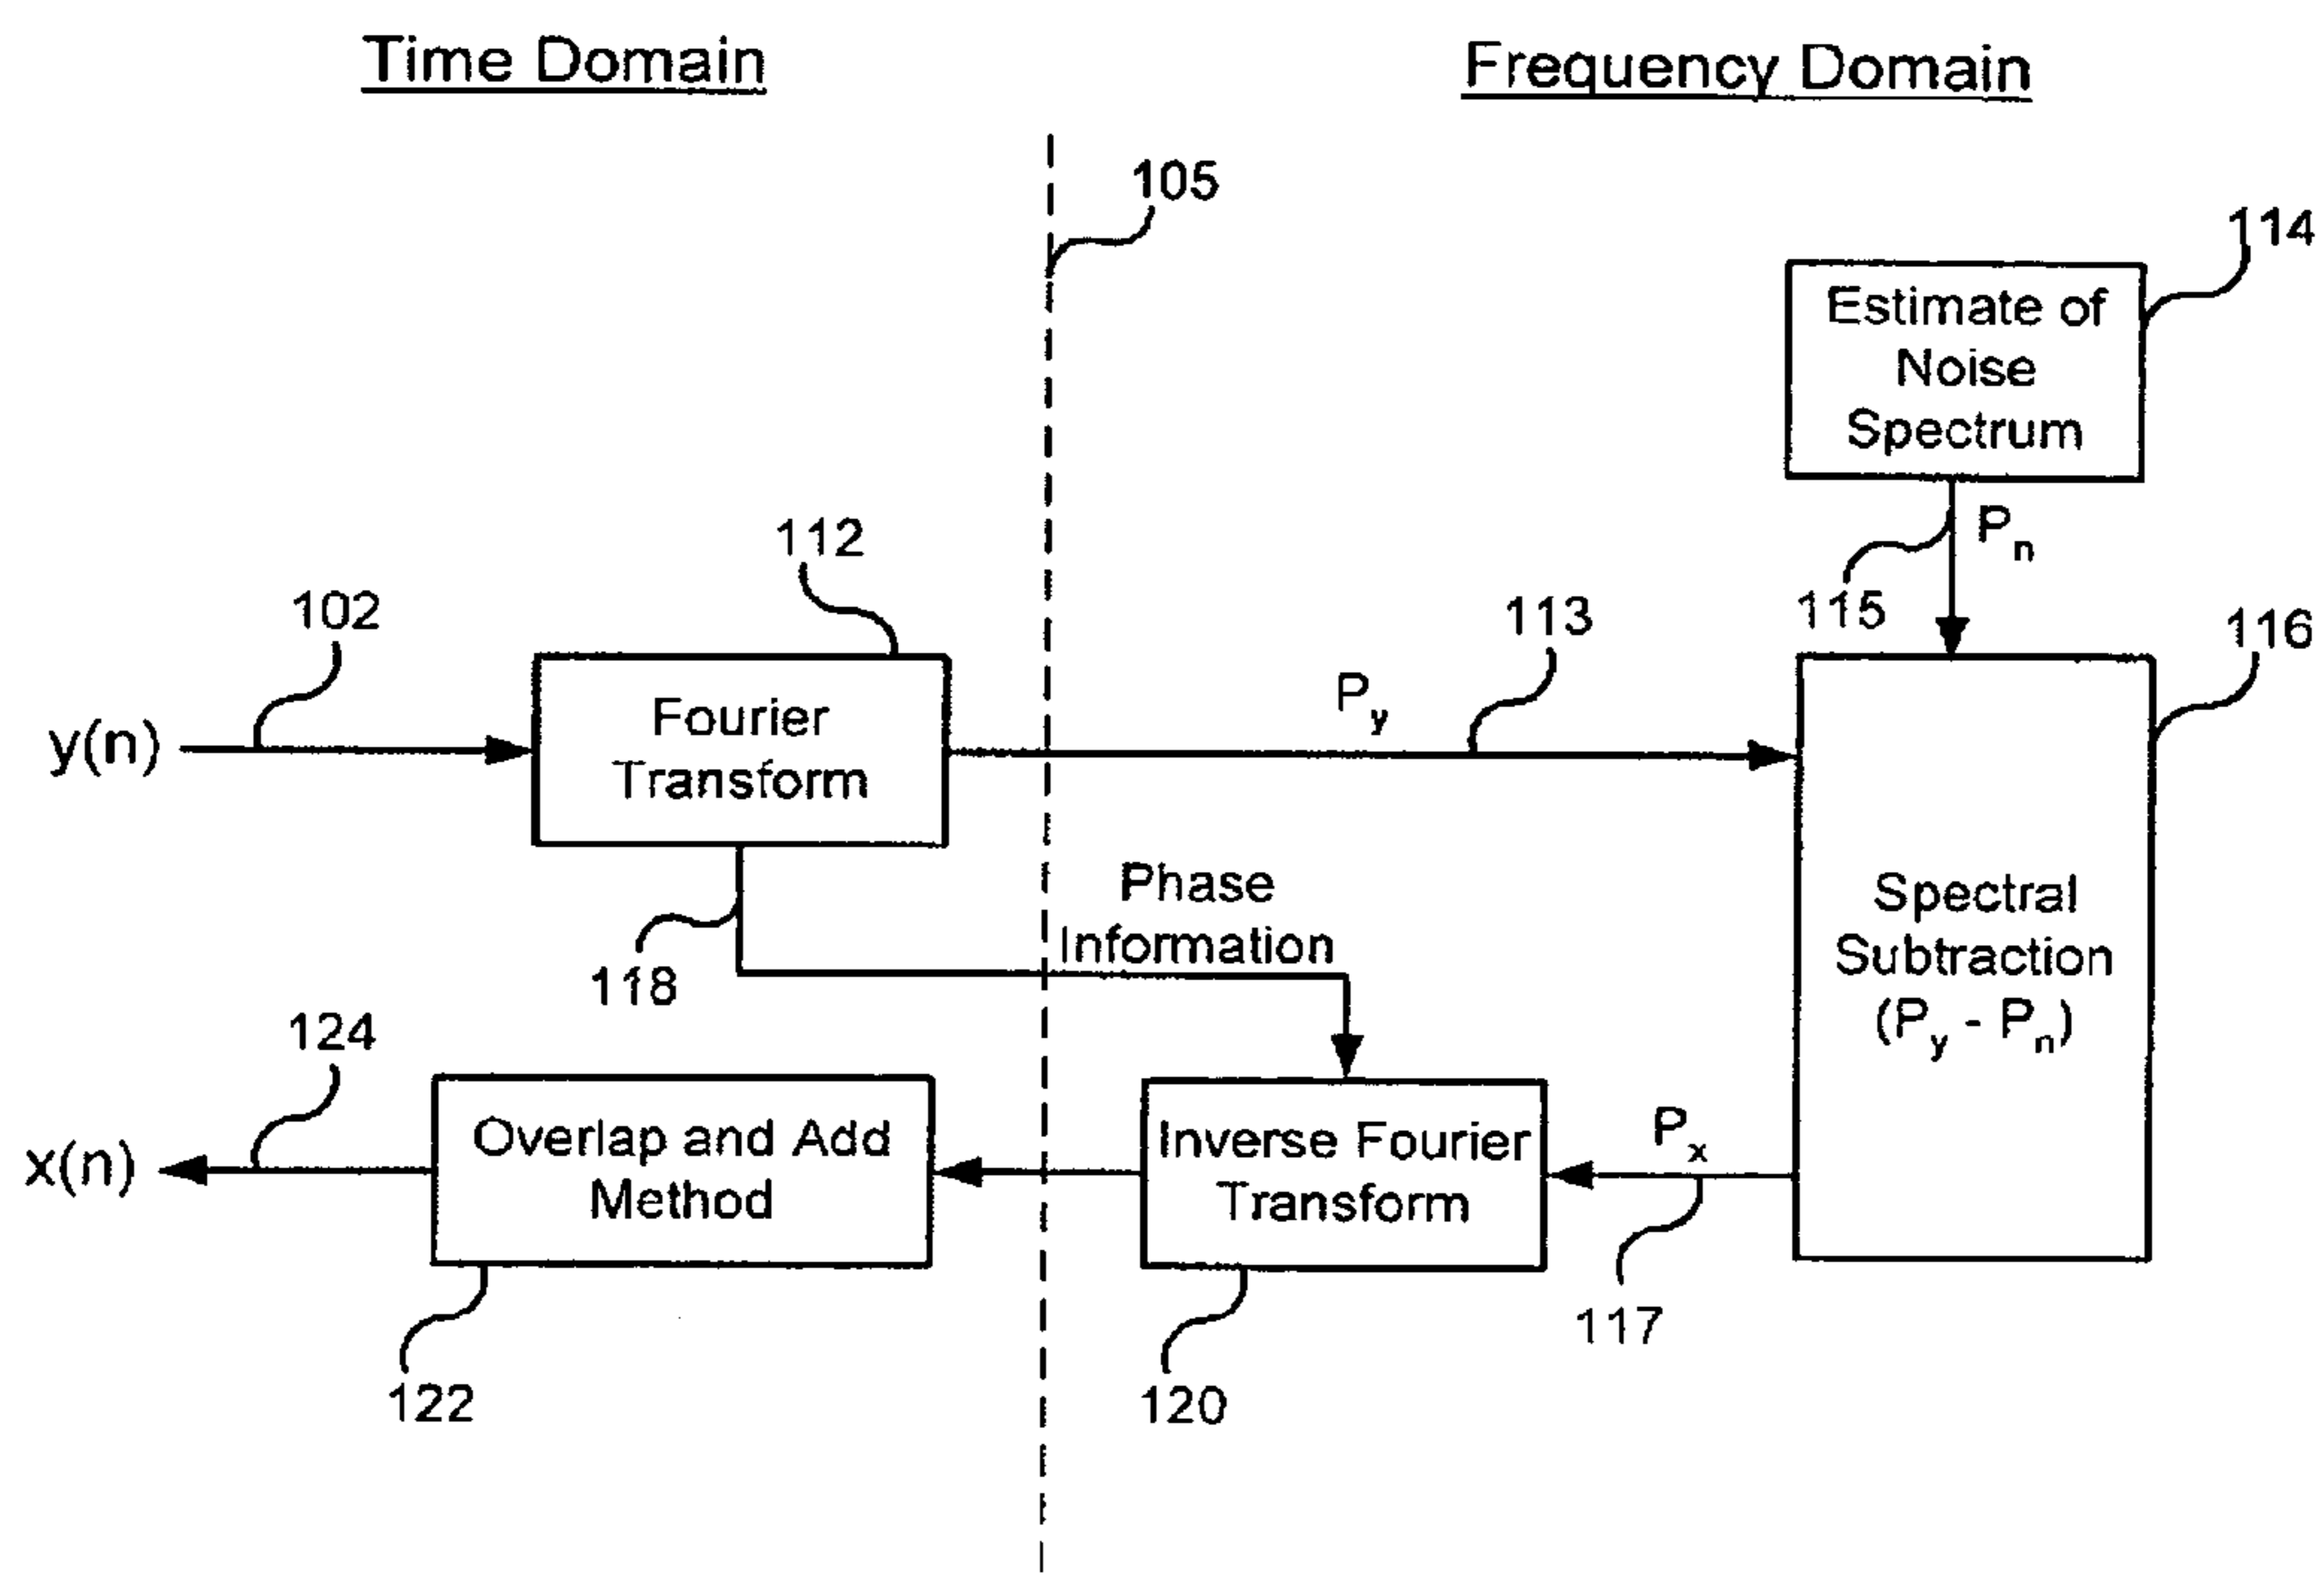 Time Domain
Frequency Domain
105
114
Estimate of
Noise
Spectrum
Pn
115
112
102
113
116
y(n)
Fourier
Transform
Py
Phase
Information
118
Spectral
Subtraction
(Py - Pn)
124
x(n)
Overlap and Add
Method
Inverse Fourier
Transform
Px
117
122
120